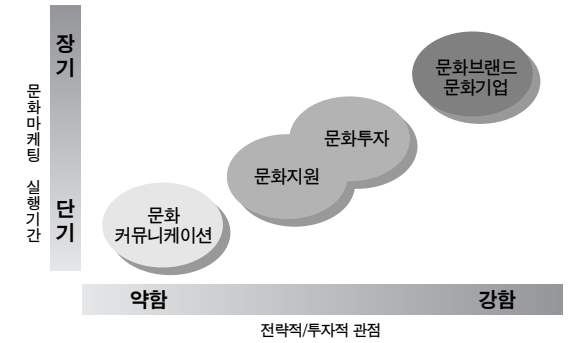 장기
문화마케팅 실행기간
단기
문화브랜드
문화기업
문화투자
문화지원
문화
커뮤니케이션
약함
강함
전략적/투자적 관점